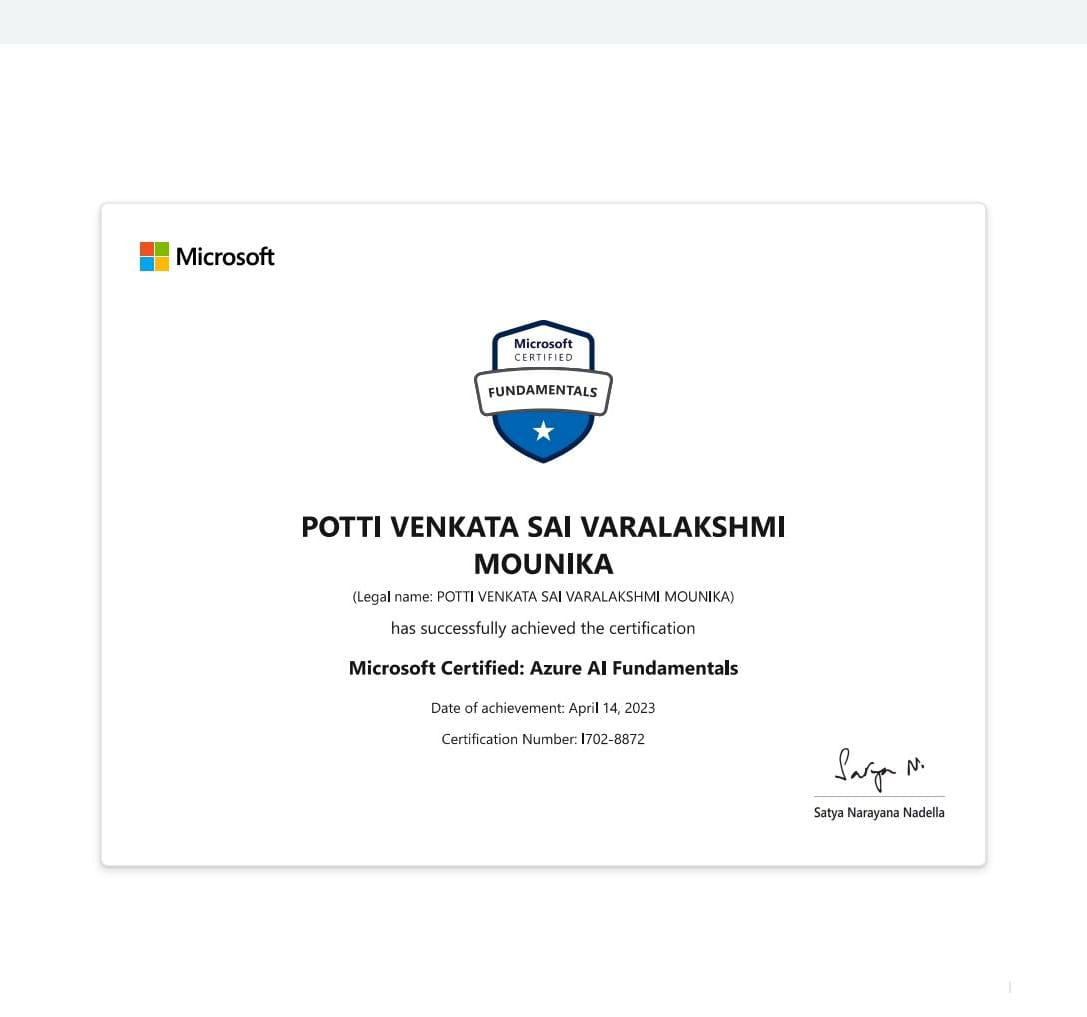 Microsoft
Microsoft
CERTIFIED
FUNDAMENTALS
POTTI VENKATA SAI VARALAKSHMI
MOUNIKA
(Legal name: POTTI VENKATA SAI VARALAKSHMI MOUNIKA)
has successfully achieved the certification
Microsoft Certified: Azure AI Fundamentals
Date of achievement: April 14, 2023
Certification Number: I702-8872
Satya N.
Satya Narayana Nadella